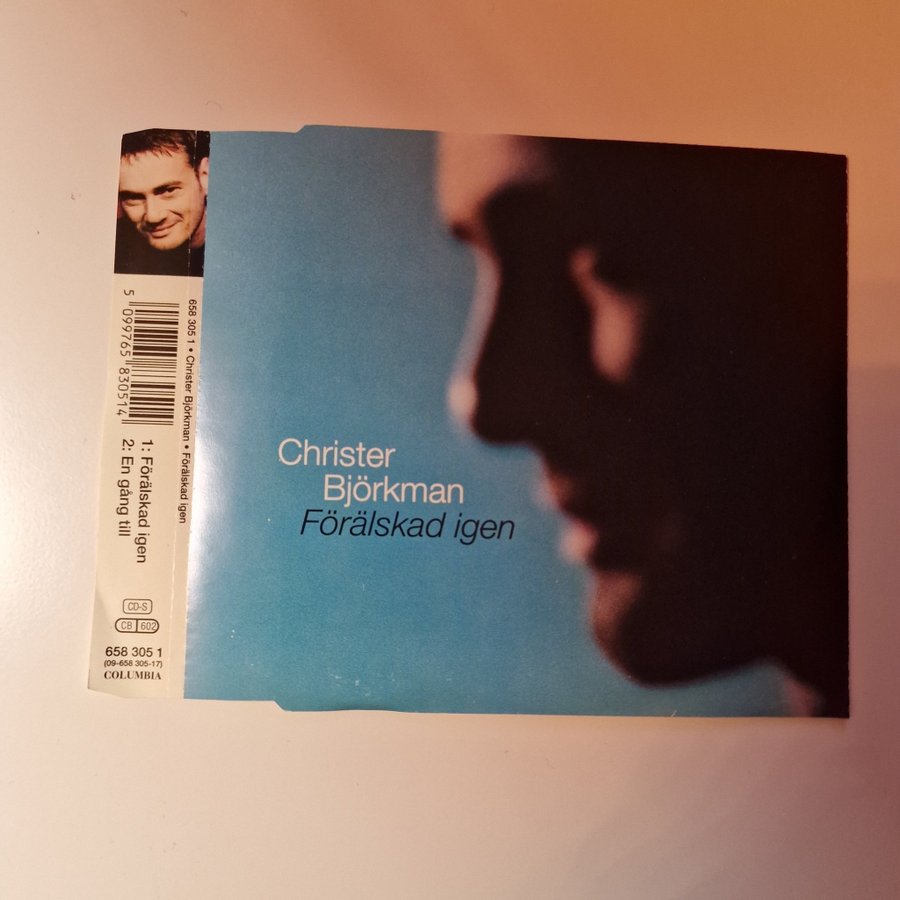 Christer
Björkman
Förälskad igen
658 305 1 • Christer Björkman • Förälskad igen
5 099765 830514
1: Förälskad igen
2: En gång till
CD-S
CB 602
658 305 1
(09-658 305-17)
COLUMBIA